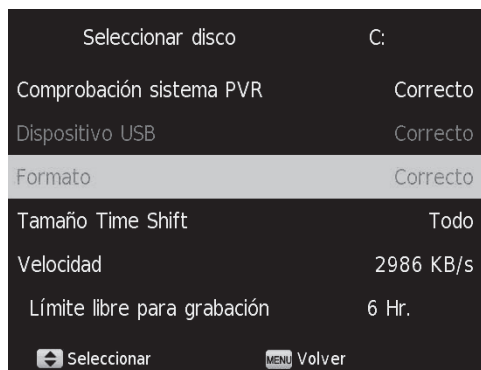 Seleccionar disco C:
Comprobación sistema PVR Correcto
Dispositivo USB Correcto
Formato Correcto
Tamaño Time Shift Todo
Velocidad 2986 KB/s
Límite libre para grabación 6 Hr.
Seleccionar MENU Volver